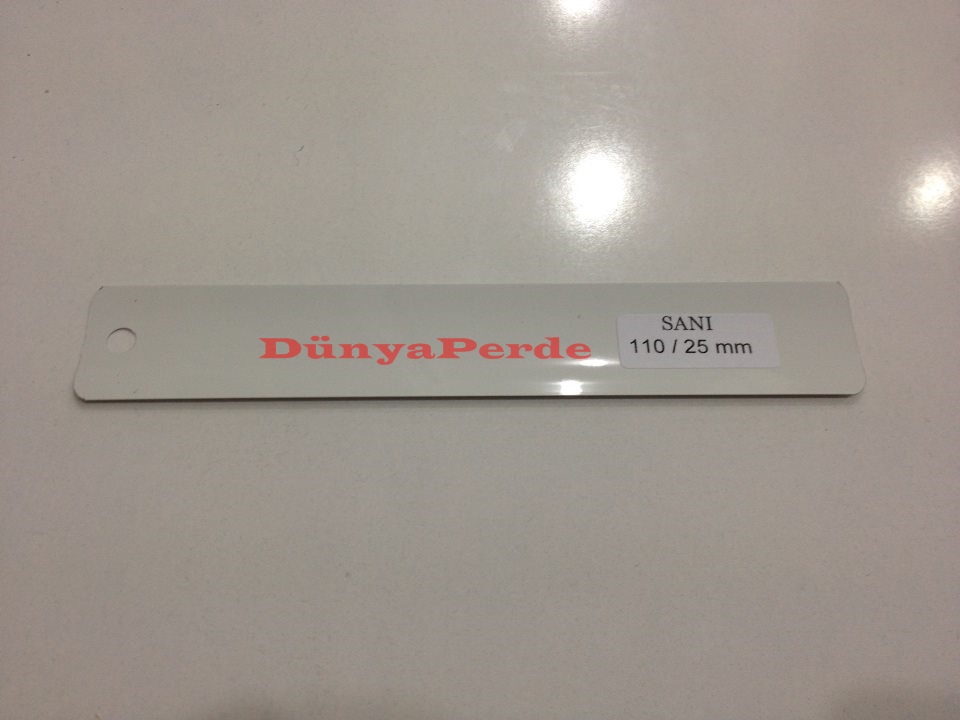 DünyaPerde
SANI
110 / 25 mm